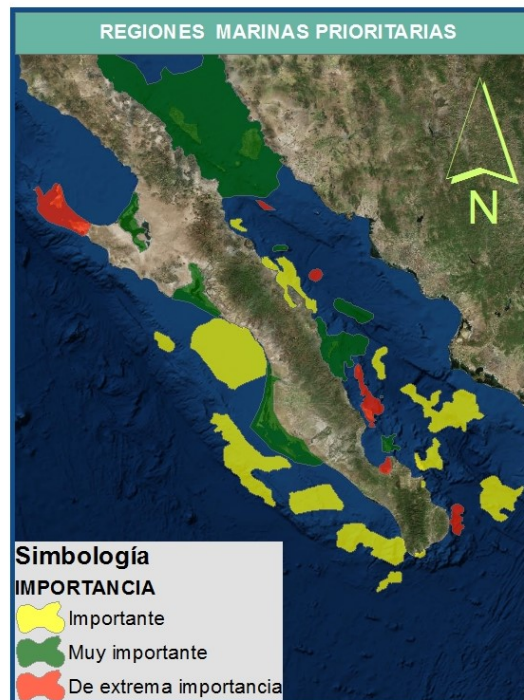 REGIONES MARINAS PRIORITARIAS
N
Simbología
IMPORTANCIA
Importante
Muy importante
De extrema importancia